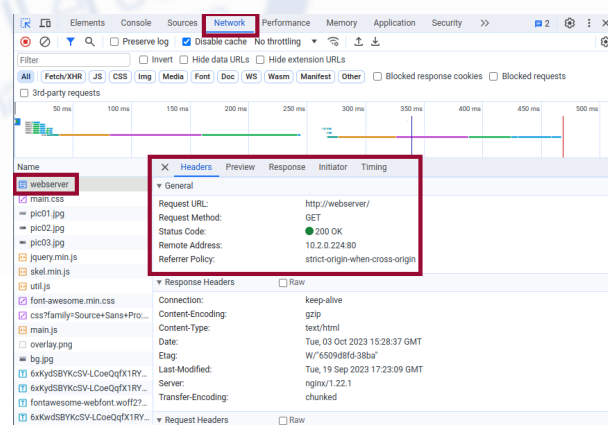 Elements Console Sources Network Performance Memory Application Security 2
Preserve log Disable cache No throttling
Filter Invert Hide data URLs Hide extension URLs
All Fetch/XHR JS CSS Img Media Font Doc WS Wasm Manifest Other Blocked response cookies Blocked requests
3rd-party requests
50 ms 100 ms 150 ms 200 ms 250 ms 300 ms 350 ms 400 ms 450 ms 500 ms
Name Headers Preview Response Initiator Timing
webserver General
main.css Request URL: http://webserver/
pic01.jpg Request Method: GET
pic02.jpg Status Code: 200 OK
pic03.jpg Remote Address: 10.2.0.224:80
jquery.min.js Referrer Policy: strict-origin-when-cross-origin
skel.min.js
util.js Response Headers Raw
font-awesome.min.css Connection: keep-alive
css?family=Source+Sans+Pro:... Content-Encoding: gzip
main.js Content-Type: text/html
overlay.png Date: Tue, 03 Oct 2023 15:28:37 GMT
bg.jpg Etag: W/"6509d8fd-38ba"
6xKydSBYKcSV-LCoeQqfX1RY... Last-Modified: Tue, 19 Sep 2023 17:23:09 GMT
6xKydSBYKcSV-LCoeQqfX1RY... Server: nginx/1.22.1
fontawesome-webfont.woff2?... Transfer-Encoding: chunked
6xKwdSBYKcSV-LCoeQqfX1RY... Request Headers Raw